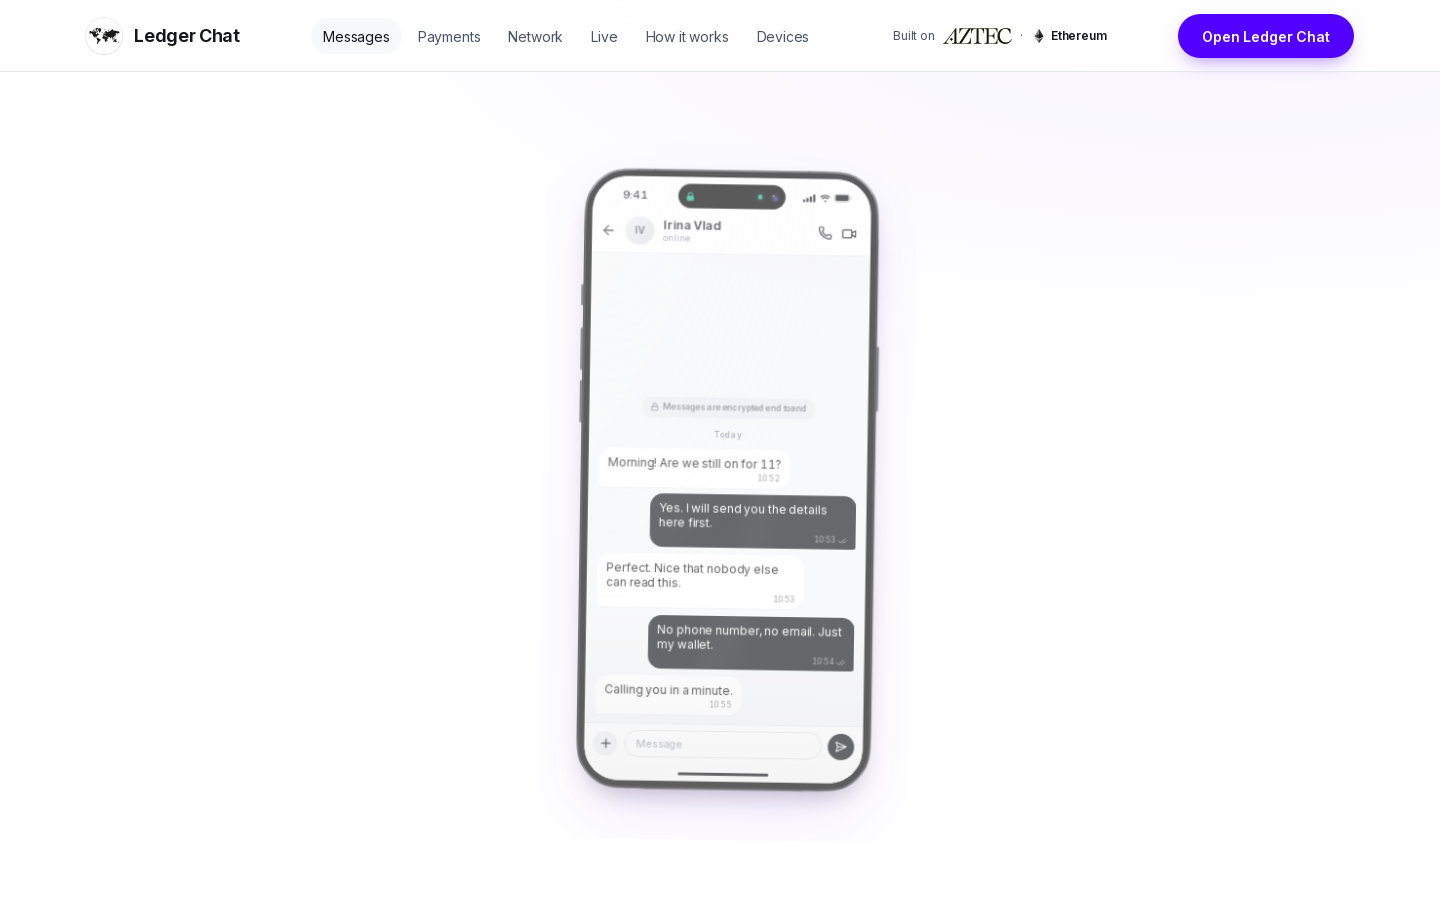 Ledger Chat
Messages
Payments
Network
Live
How it works
Devices
Built on AZTEC · Ethereum
Open Ledger Chat
9:41
IV
Irina Vlad
online
Messages are encrypted end to end
Today
Morning! Are we still on for 11?
10:52
Yes. I will send you the details
here first.
10:53
Perfect. Nice that nobody else
can read this.
10:53
No phone number, no email. Just
my wallet.
10:54
Calling you in a minute.
10:55
Message